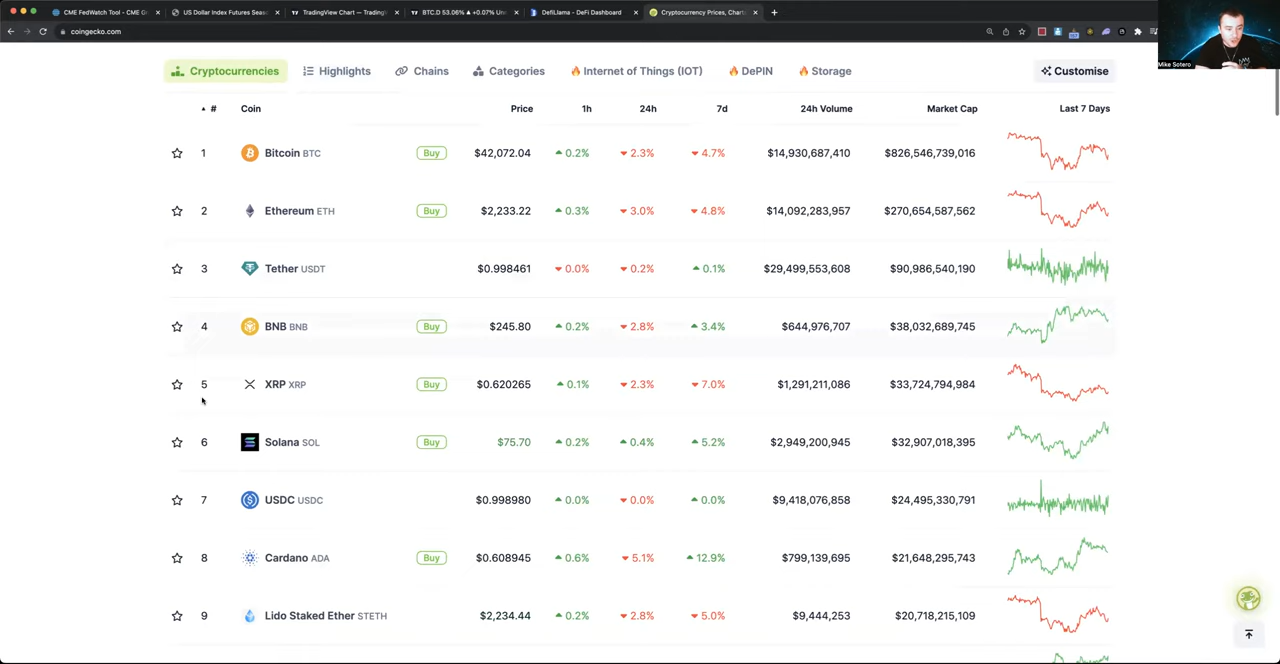 CME FedWatch Tool - CME G
US Dollar Index Futures Seas
TradingView Chart — Trading
BTC.D 53.06% ▲ +0.07% Un
DefiLlama - DeFi Dashboard
Cryptocurrency Prices, Chart
coingecko.com
Mike Sotero
Cryptocurrencies Highlights Chains Categories Internet of Things (IOT) DePIN Storage Customise
# Coin Price 1h 24h 7d 24h Volume Market Cap Last 7 Days
1 Bitcoin BTC Buy $42,072.04 0.2% 2.3% 4.7% $14,930,687,410 $826,546,739,016
2 Ethereum ETH Buy $2,233.22 0.3% 3.0% 4.8% $14,092,283,957 $270,654,587,562
3 Tether USDT $0.998461 0.0% 0.2% 0.1% $29,499,553,608 $90,986,540,190
4 BNB BNB Buy $245.80 0.2% 2.8% 3.4% $644,976,707 $38,032,689,745
5 XRP XRP Buy $0.620265 0.1% 2.3% 7.0% $1,291,211,086 $33,724,794,984
6 Solana SOL Buy $75.70 0.2% 0.4% 5.2% $2,949,200,945 $32,907,018,395
7 USDC USDC $0.998980 0.0% 0.0% 0.0% $9,418,076,858 $24,495,330,791
8 Cardano ADA Buy $0.608945 0.6% 5.1% 12.9% $799,139,695 $21,648,295,743
9 Lido Staked Ether STETH $2,234.44 0.2% 2.8% 5.0% $9,444,253 $20,718,215,109